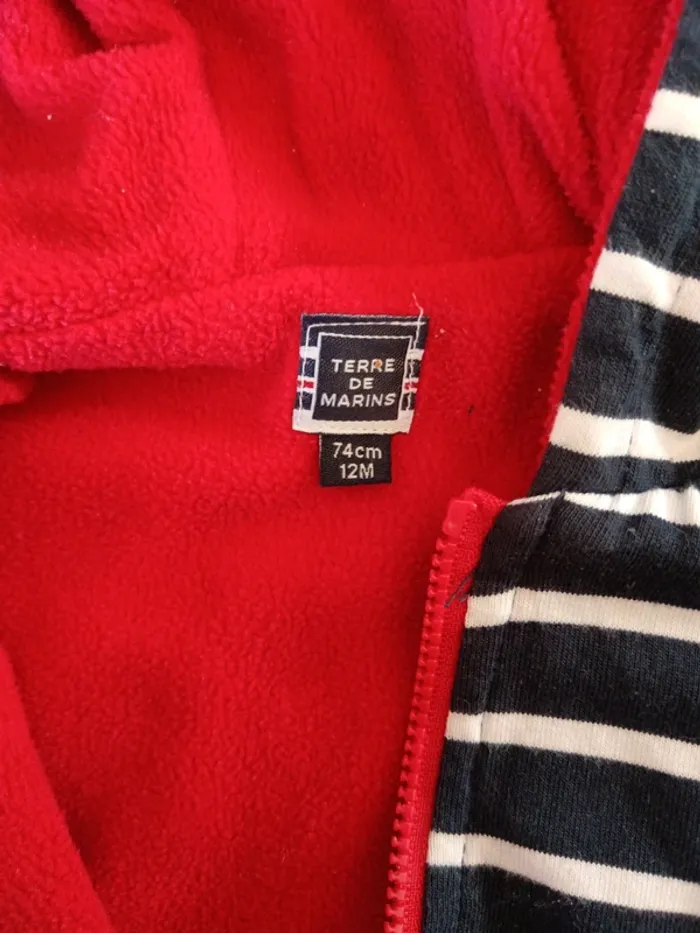 TERRE
DE
MARINS
74cm
12M